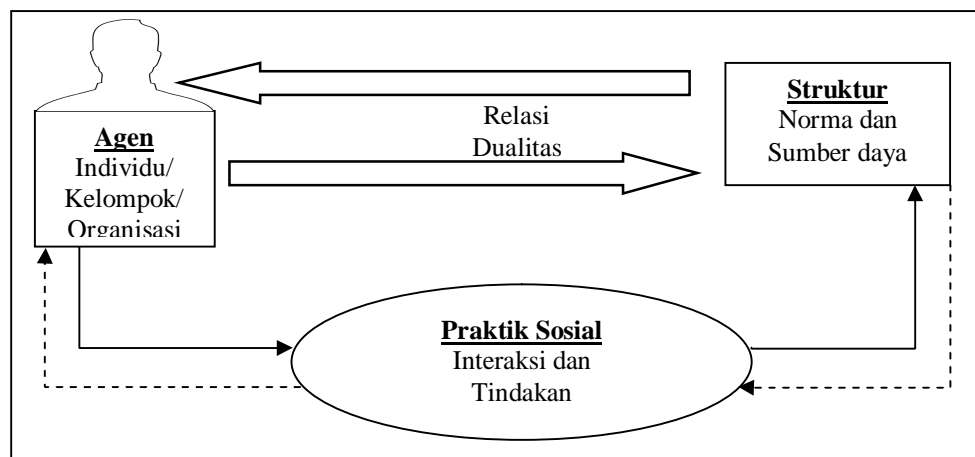 Agen
Individu/
Kelompok/
Organisasi
Relasi
Dualitas
Struktur
Norma dan
Sumber daya
Praktik Sosial
Interaksi dan
Tindakan